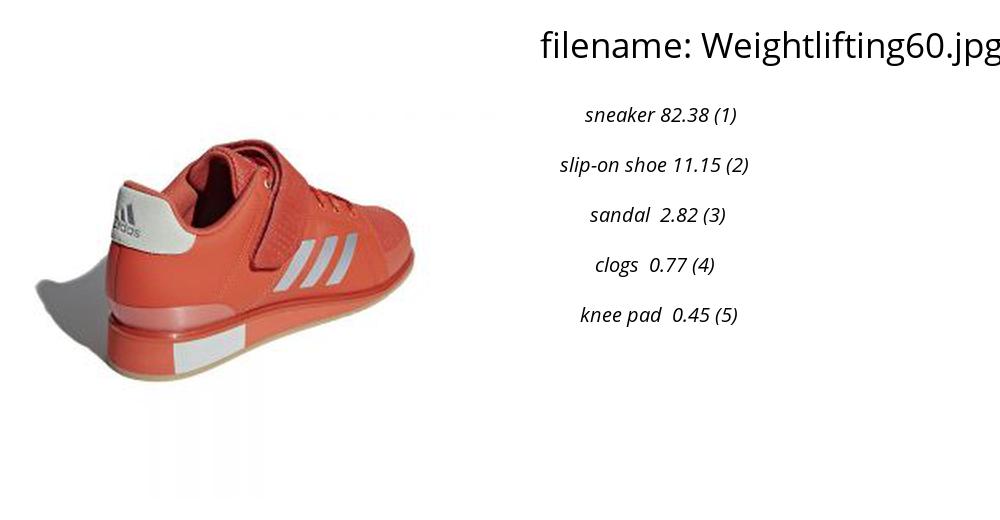 filename: Weightlifting60.jpg
sneaker 82.38 (1)
slip-on shoe 11.15 (2)
sandal 2.82 (3)
clogs 0.77 (4)
knee pad 0.45 (5)
adidas